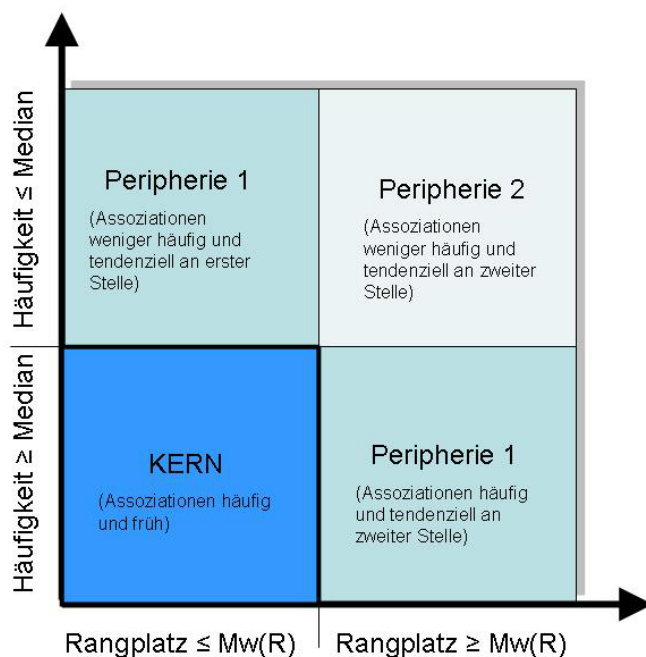 Häufigkeit ≤ Median
Peripherie 1
(Assoziationen
weniger häufig und
tendenziell an erster
Stelle)
Peripherie 2
(Assoziationen
weniger häufig und
tendenziell an zweiter
Stelle)
Häufigkeit ≥ Median
KERN
(Assoziationen häufig
und früh)
Peripherie 1
(Assoziationen häufig
und tendenziell an
zweiter Stelle)
Rangplatz ≤ Mw(R)
Rangplatz ≥ Mw(R)